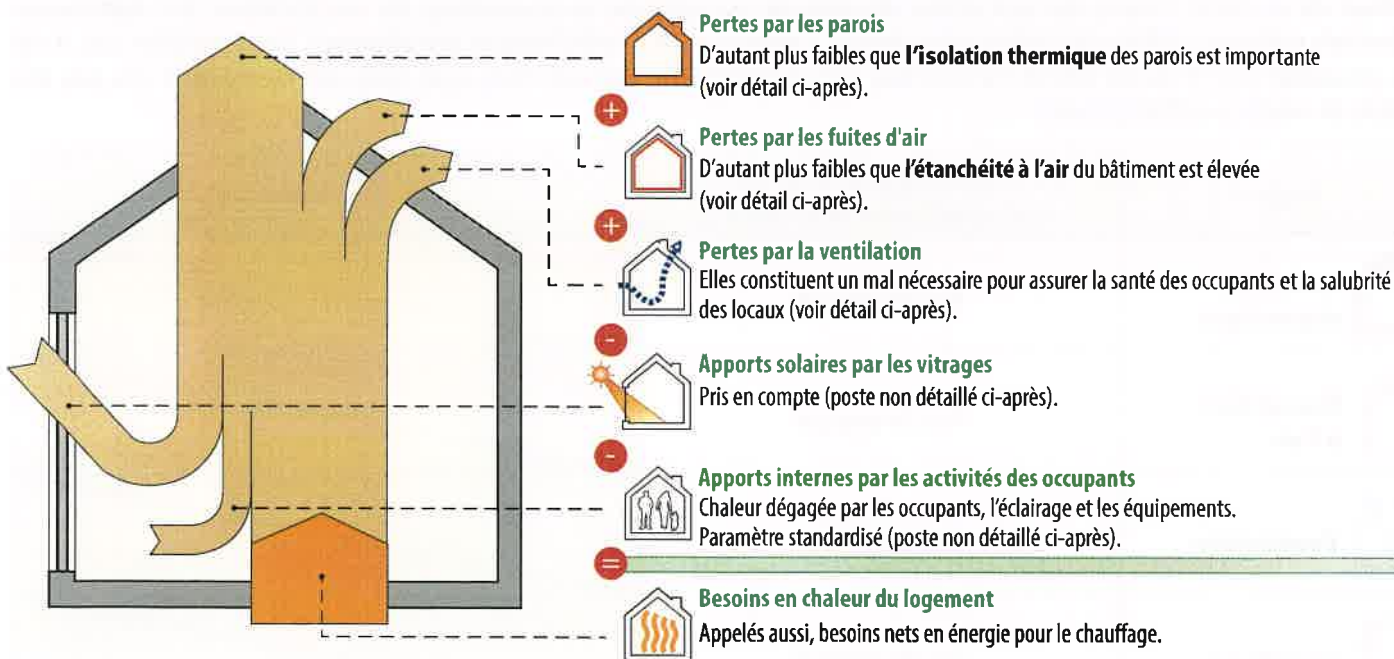 Pertes par les parois
D'autant plus faibles que l'isolation thermique des parois est importante
(voir détail ci-après).
+
Pertes par les fuites d'air
D'autant plus faibles que l'étanchéité à l'air du bâtiment est élevée
(voir détail ci-après).
+
Pertes par la ventilation
Elles constituent un mal nécessaire pour assurer la santé des occupants et la salubrité
des locaux (voir détail ci-après).
-
Apports solaires par les vitrages
Pris en compte (poste non détaillé ci-après).
-
Apports internes par les activités des occupants
Chaleur dégagée par les occupants, l'éclairage et les équipements.
Paramètre standardisé (poste non détaillé ci-après).
=
Besoins en chaleur du logement
Appelés aussi, besoins nets en énergie pour le chauffage.